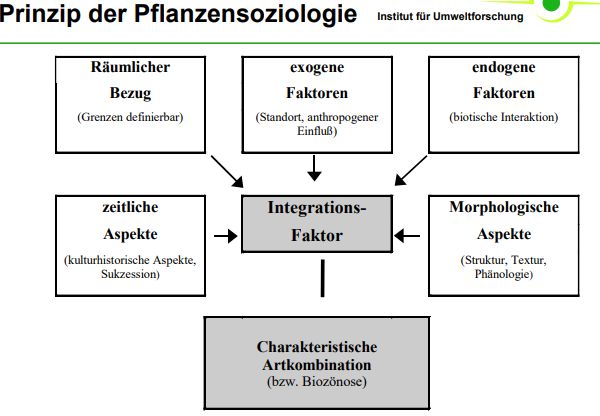 Prinzip der Pflanzensoziologie
Institut für Umweltforschung
Räumlicher
Bezug
(Grenzen definierbar)
exogene
Faktoren
(Standort, anthropogener
Einfluß)
endogene
Faktoren
(biotische Interaktion)
zeitliche
Aspekte
(kulturhistorische Aspekte,
Sukzession)
Integrations-
Faktor
Morphologische
Aspekte
(Struktur, Textur,
Phänologie)
Charakteristische
Artkombination
(bzw. Biozönose)